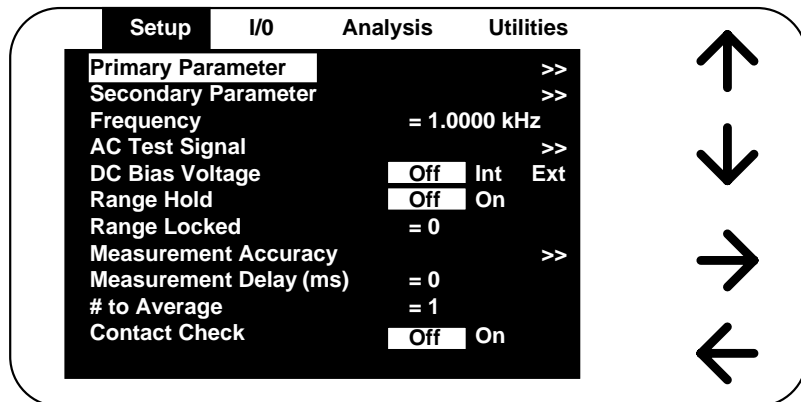 Setup I/0 Analysis Utilities
Primary Parameter >>
Secondary Parameter >>
Frequency = 1.0000 kHz
AC Test Signal >>
DC Bias Voltage Off Int Ext
Range Hold Off On
Range Locked = 0
Measurement Accuracy >>
Measurement Delay (ms) = 0
# to Average = 1
Contact Check Off On